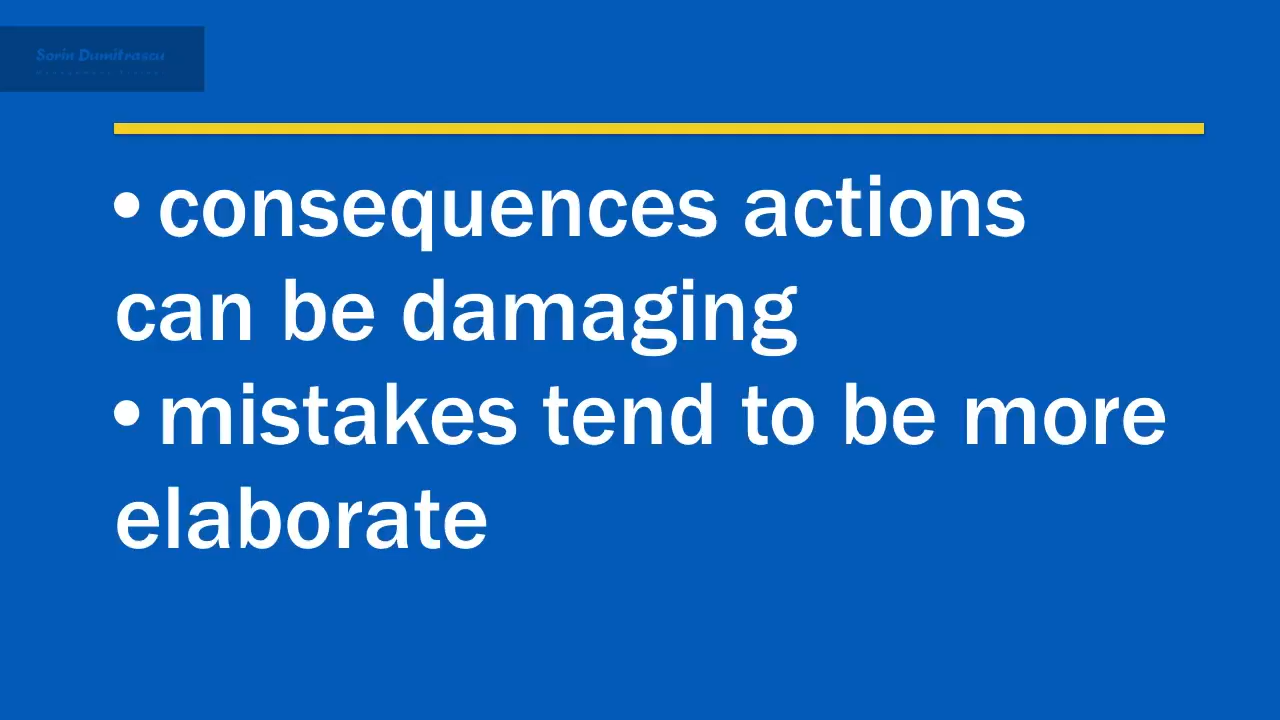 Sorin Dumitrascu
• consequences actions
can be damaging
• mistakes tend to be more
elaborate